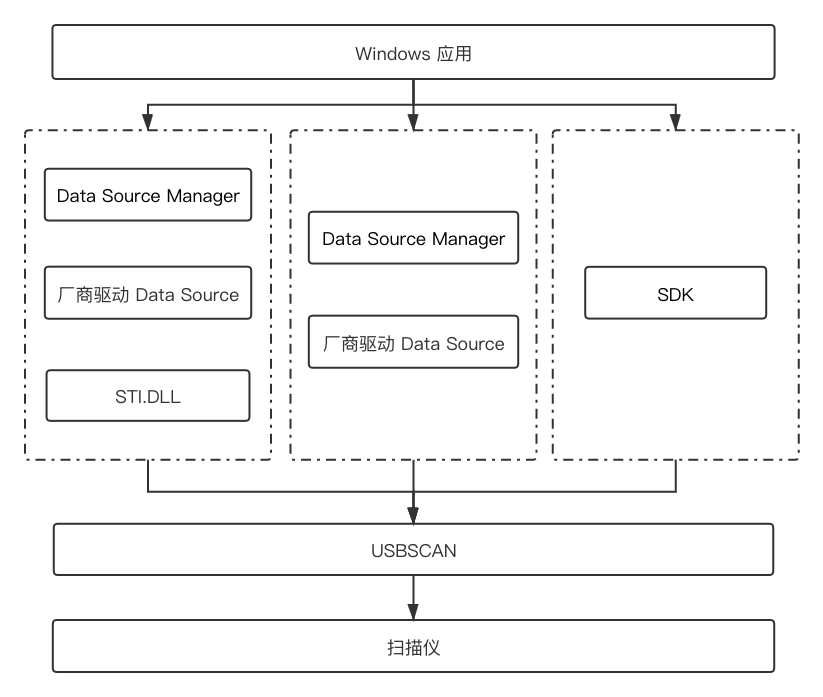 Windows 应用
Data Source Manager
厂商驱动 Data Source
STI.DLL
Data Source Manager
厂商驱动 Data Source
SDK
USBSCAN
扫描仪